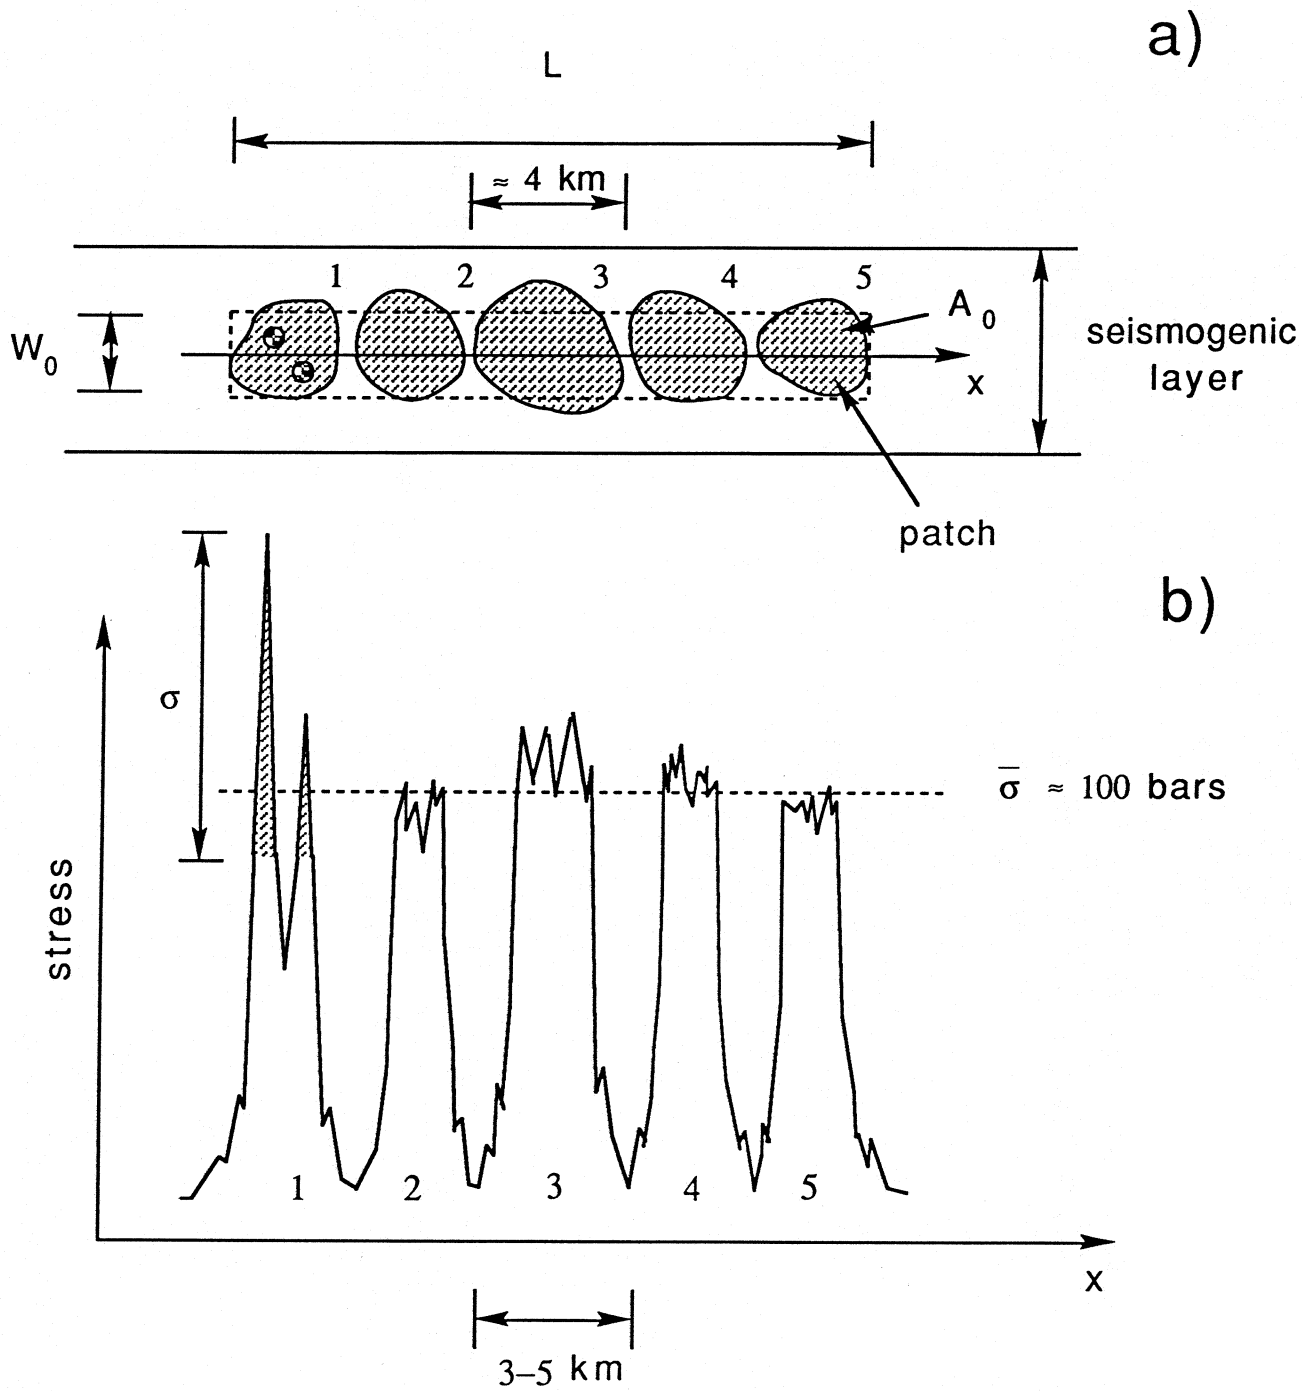 a)
L
≈ 4 km
1 2 3 4 5
A0
W0
x
seismogenic
layer
patch
b)
σ
σ̅ ≈ 100 bars
stress
1 2 3 4 5
x
3–5 km